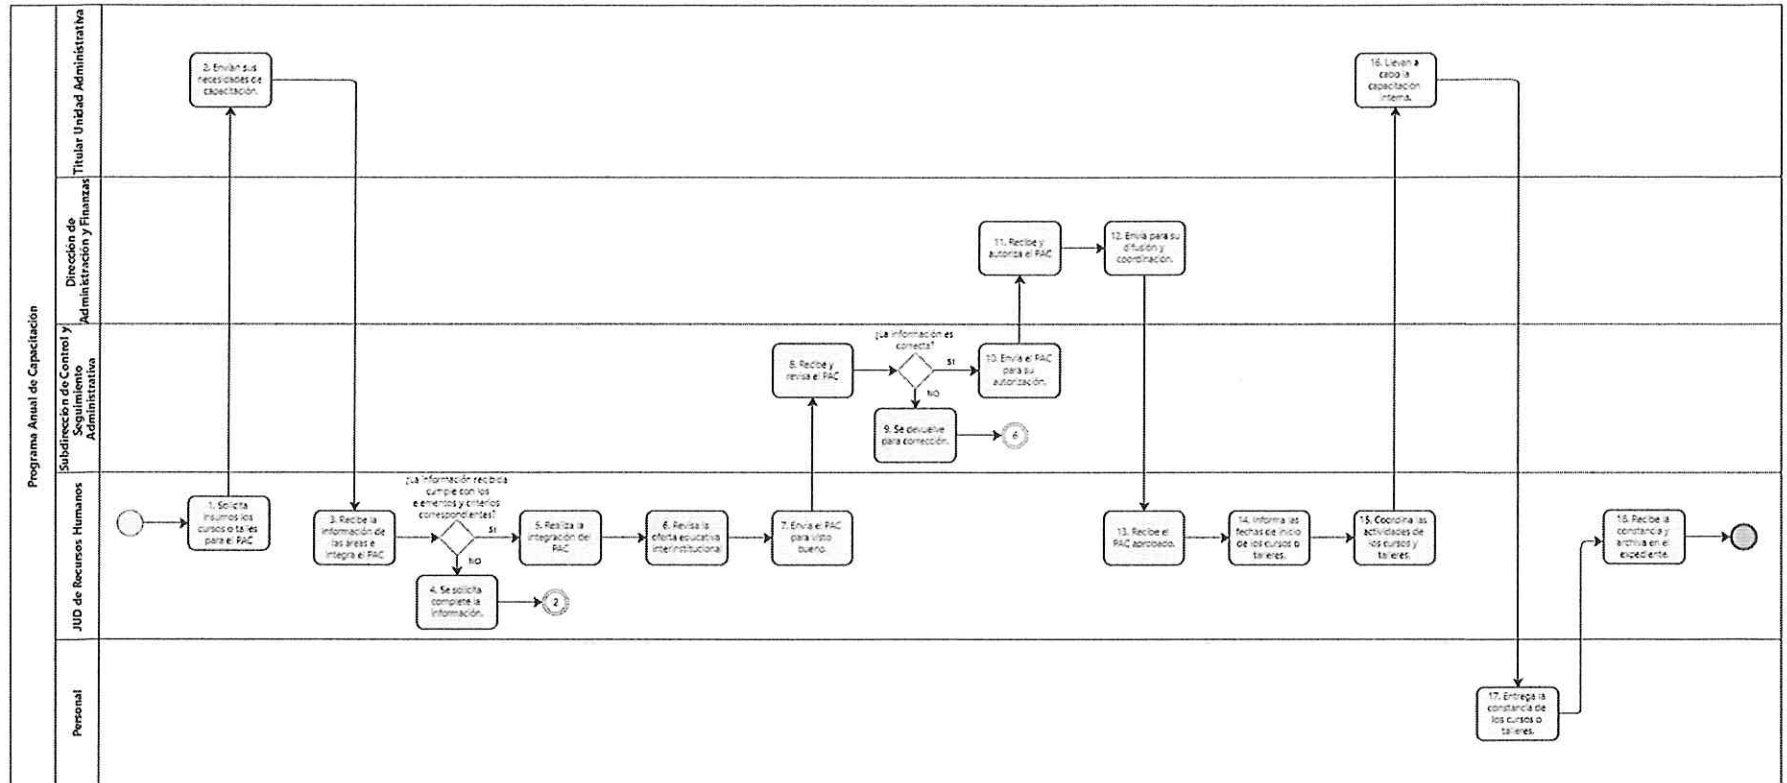 Programa Anual de Capacitación
Titular Unidad Administrativa
2. Envían sus
necesidades de
capacitación.
16. Llevan a
cabo la
capacitación
interna.
Dirección de
Administración y Finanzas
11. Recibe y
autoriza el PAC
12. Envía para su
difusión y
coordinación.
Subdirección de Control y
Seguimiento
Administrativa
8. Recibe y
revisa el PAC
¿La información es
correcta?
SI
NO
10. Envía el PAC
para su
autorización.
9. Se devuelve
para corrección.
6
JUD de Recursos Humanos
1. Solicita
insumos los
cursos o talles
para el PAC
3. Recibe la
información de
las áreas e
integra el PAC
¿La información recibida
cumple con los
elementos y criterios
correspondientes?
SI
NO
4. Se solicita
complete la
información.
2
5. Realiza la
integración del
PAC
6. Revisa la
oferta educativa
interinstitucional
7. Envía el PAC
para visto
bueno.
13. Recibe el
PAC aprobado.
14. Informa las
fechas de inicio
de los cursos o
talleres.
15. Coordina las
actividades de
los cursos y
talleres.
18. Recibe la
constancia y
archiva en el
expediente.
Personal
17. Entrega la
constancia de
los cursos o
talleres.